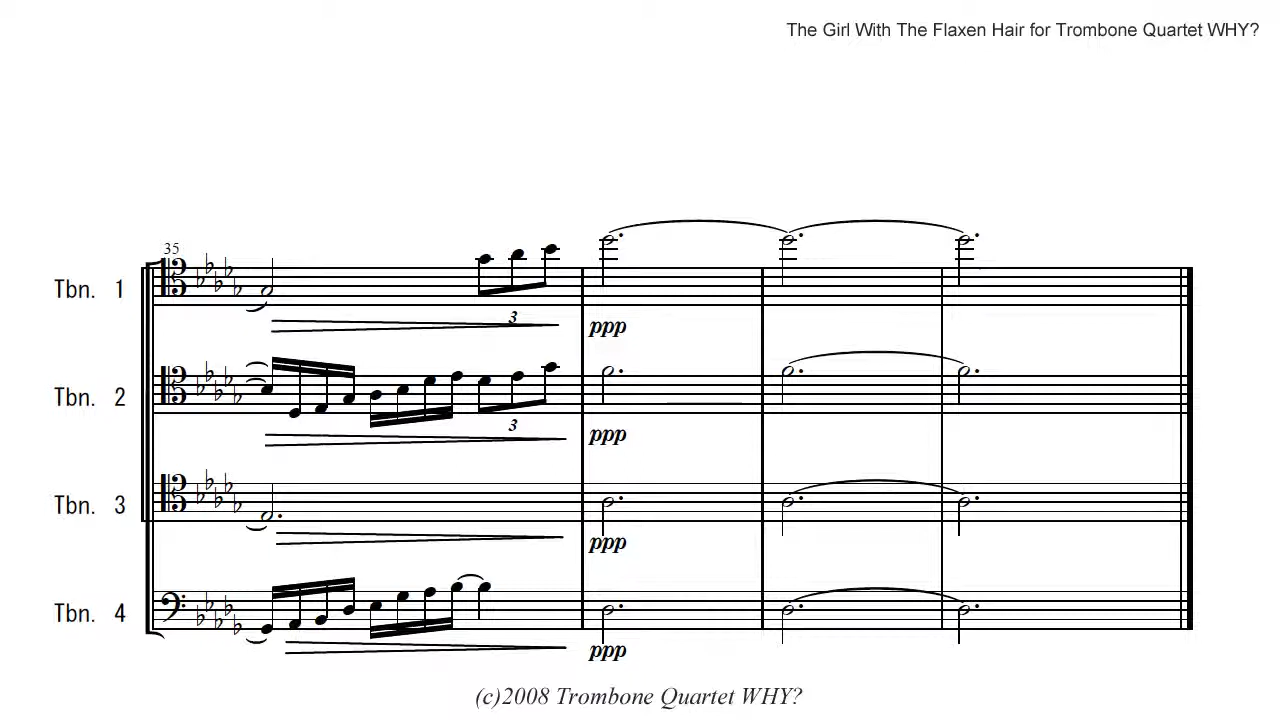 The Girl With The Flaxen Hair for Trombone Quartet WHY?
35
Tbn. 1
3
ppp
Tbn. 2
3
ppp
Tbn. 3
ppp
Tbn. 4
ppp
(c)2008 Trombone Quartet WHY?